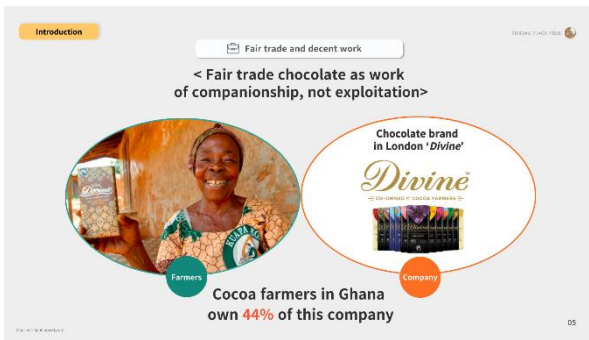 Introduction
Fair trade and decent work
< Fair trade chocolate as work
of companionship, not exploitation>
Divine
KUAPA
Chocolate brand
in London ‘Divine’
Divine
CO-OWNED BY COCOA FARMERS
Farmers
Company
Cocoa farmers in Ghana
own 44% of this company
05